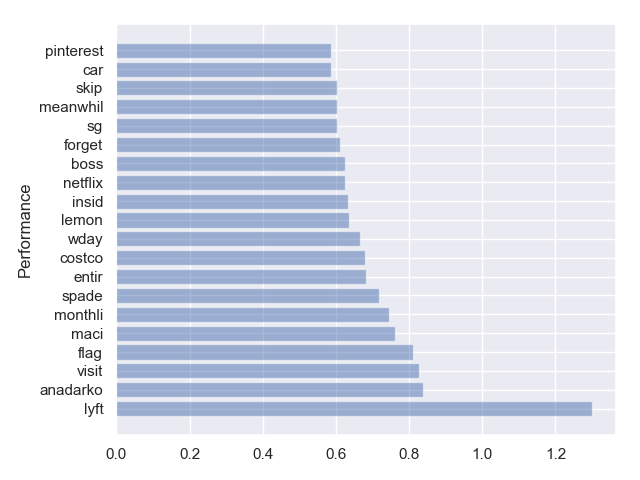 pinterest
car
skip
meanwhil
sg
forget
boss
netflix
insid
lemon
wday
costco
entir
spade
monthli
maci
flag
visit
anadarko
lyft
Performance
0.0 0.2 0.4 0.6 0.8 1.0 1.2